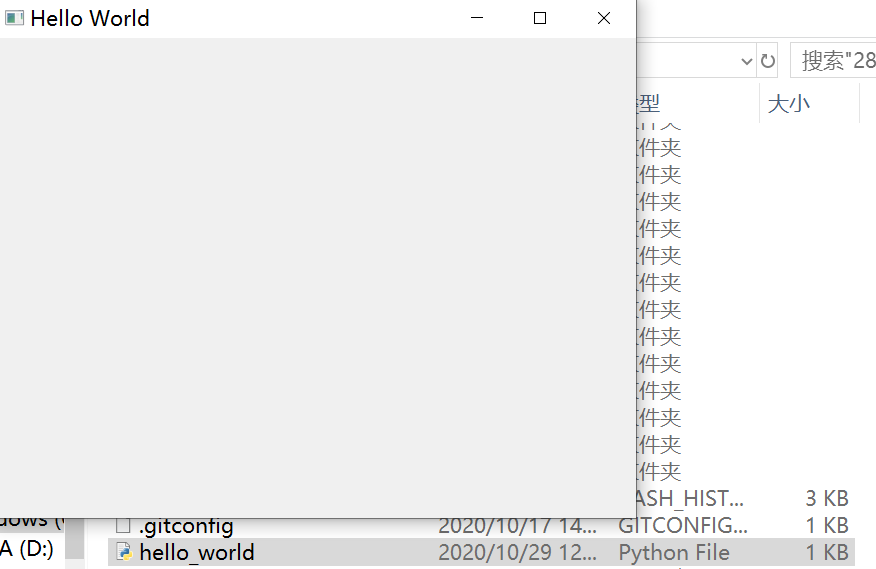 Hello World
搜索"28
型 大小
件夹
件夹
件夹
件夹
件夹
件夹
件夹
件夹
件夹
件夹
件夹
件夹
件夹
件夹
ASH_HIST... 3 KB
.gitconfig 2020/10/17 14... GITCONFIG... 1 KB
A (D:) hello_world 2020/10/29 12... Python File 1 KB